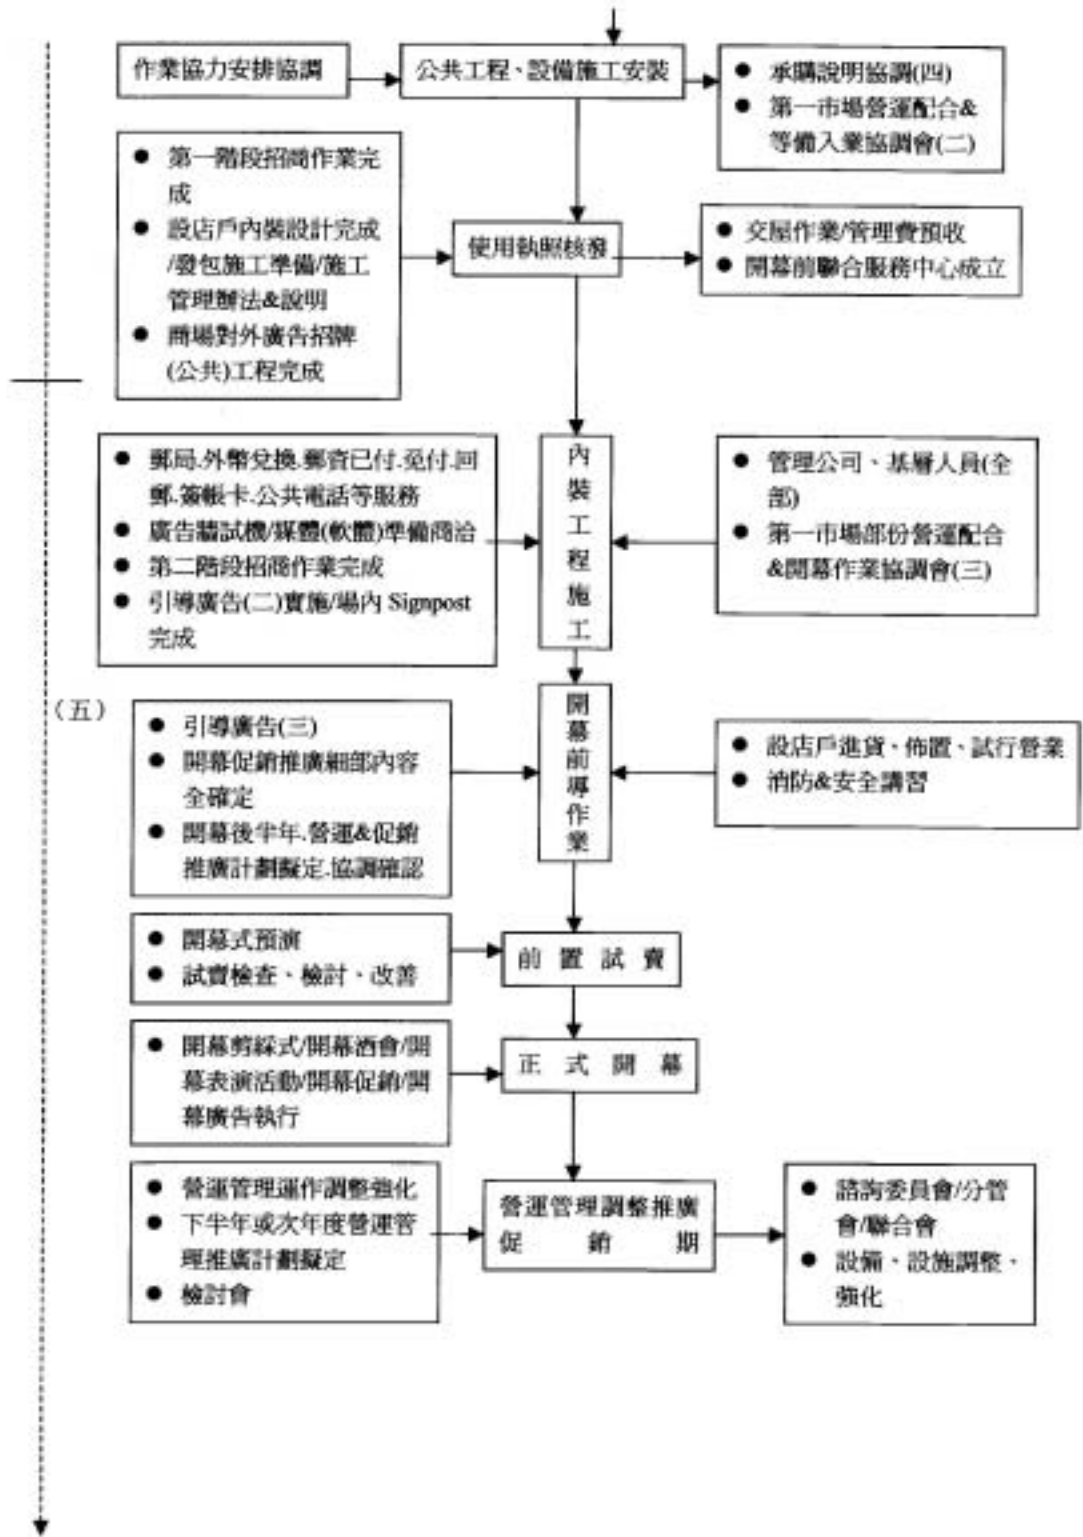 作業協力安排協調
公共工程、設備施工安裝
● 承購說明協調(四)
● 第一市場營運配合&
等備入業協調會(二)
● 第一階段招商作業完
成
● 設店戶內裝設計完成
/發包施工準備/施工
管理辦法&說明
● 商場對外廣告招牌
(公共)工程完成
使用執照核發
● 交屋作業/管理費預收
● 開幕前聯合服務中心成立
● 郵局.外幣兌換.郵資已付.免付.回
郵.簽帳卡.公共電話等服務
● 廣告牆試機/媒體(軟體)準備商洽
● 第二階段招商作業完成
● 引導廣告(二)實施/場內 Signpost
完成
內裝工程施工
● 管理公司、基層人員(全
部)
● 第一市場部份營運配合
&開幕作業協調會(三)
(五)
● 引導廣告(三)
● 開幕促銷推廣細部內容
全確定
● 開幕後半年.營運&促銷
推廣計劃擬定.協調確認
開幕前導作業
● 設店戶進貨、佈置、試行營業
● 消防&安全講習
● 開幕式預演
● 試賣檢查、檢討、改善
前置試賣
● 開幕剪綵式/開幕酒會/開
幕表演活動/開幕促銷/開
幕廣告執行
正式開幕
● 營運管理運作調整強化
● 下半年或次年度營運管
理推廣計劃擬定
● 檢討會
營運管理調整推廣
促銷期
● 諮詢委員會/分管
會/聯合會
● 設備、設施調整、
強化